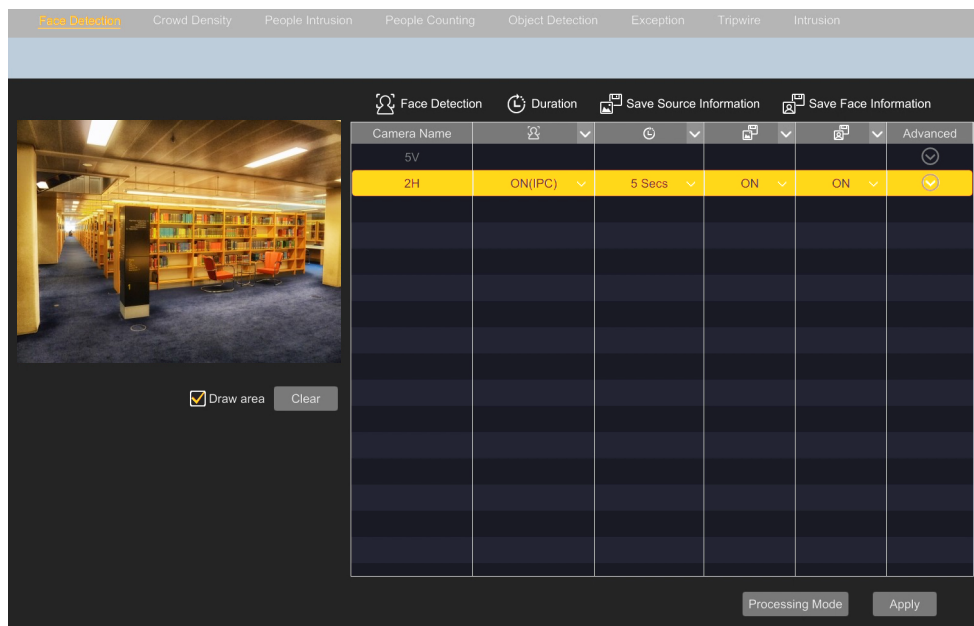 Face Detection Crowd Density People Intrusion People Counting Object Detection Exception Tripwire Intrusion
Face Detection Duration Save Source Information Save Face Information
Camera Name Advanced
5V
2H ON(IPC) 5 Secs ON ON
1
Draw area Clear
Processing Mode Apply